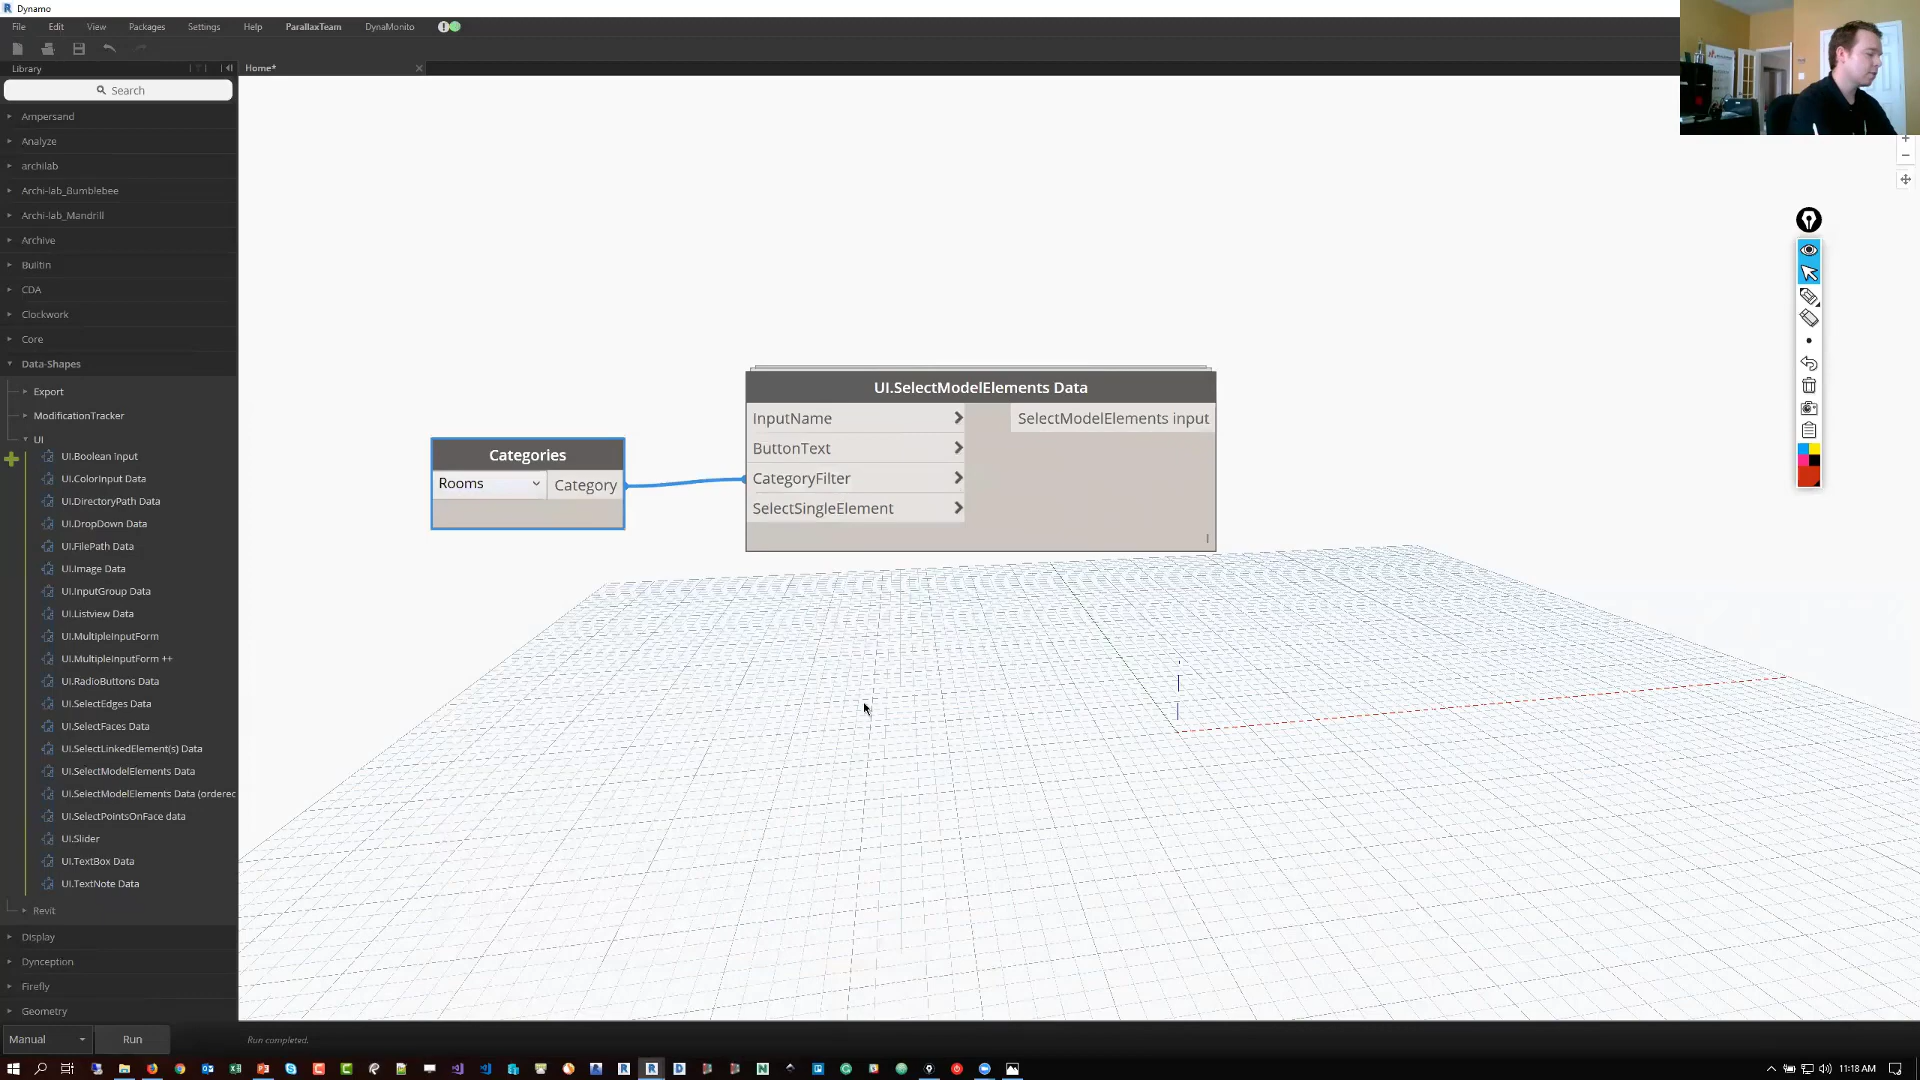 Dynamo
File Edit View Packages Settings Help ParallaxTeam DynaMonito
Library
Home*
Search
Ampersand
Analyze
archilab
Archi-lab_Bumblebee
Archi-lab_Mandrill
Archive
Builtin
CDA
Clockwork
Core
Data-Shapes
Export
ModificationTracker
UI
UI.Boolean input
UI.ColorInput Data
UI.DirectoryPath Data
UI.DropDown Data
UI.FilePath Data
UI.Image Data
UI.InputGroup Data
UI.Listview Data
UI.MultipleInputForm
UI.MultipleInputForm ++
UI.RadioButtons Data
UI.SelectEdges Data
UI.SelectFaces Data
UI.SelectLinkedElement(s) Data
UI.SelectModelElements Data
UI.SelectModelElements Data (orderec
UI.SelectPointsOnFace data
UI.Slider
UI.TextBox Data
UI.TextNote Data
Revit
Display
Dynception
Firefly
Geometry
Categories
Rooms Category
UI.SelectModelElements Data
InputName SelectModelElements input
ButtonText
CategoryFilter
SelectSingleElement
Manual Run Run completed.
11:18 AM